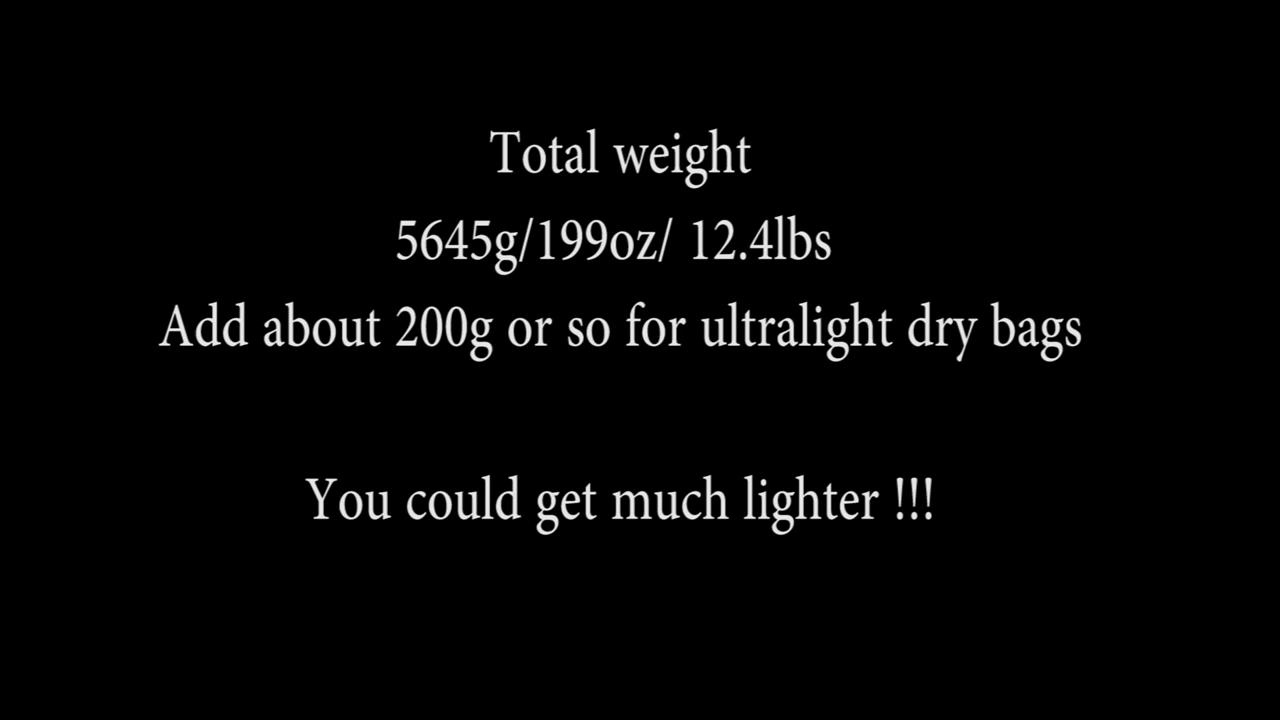 Total weight
5645g/199oz/ 12.4lbs
Add about 200g or so for ultralight dry bags
You could get much lighter !!!